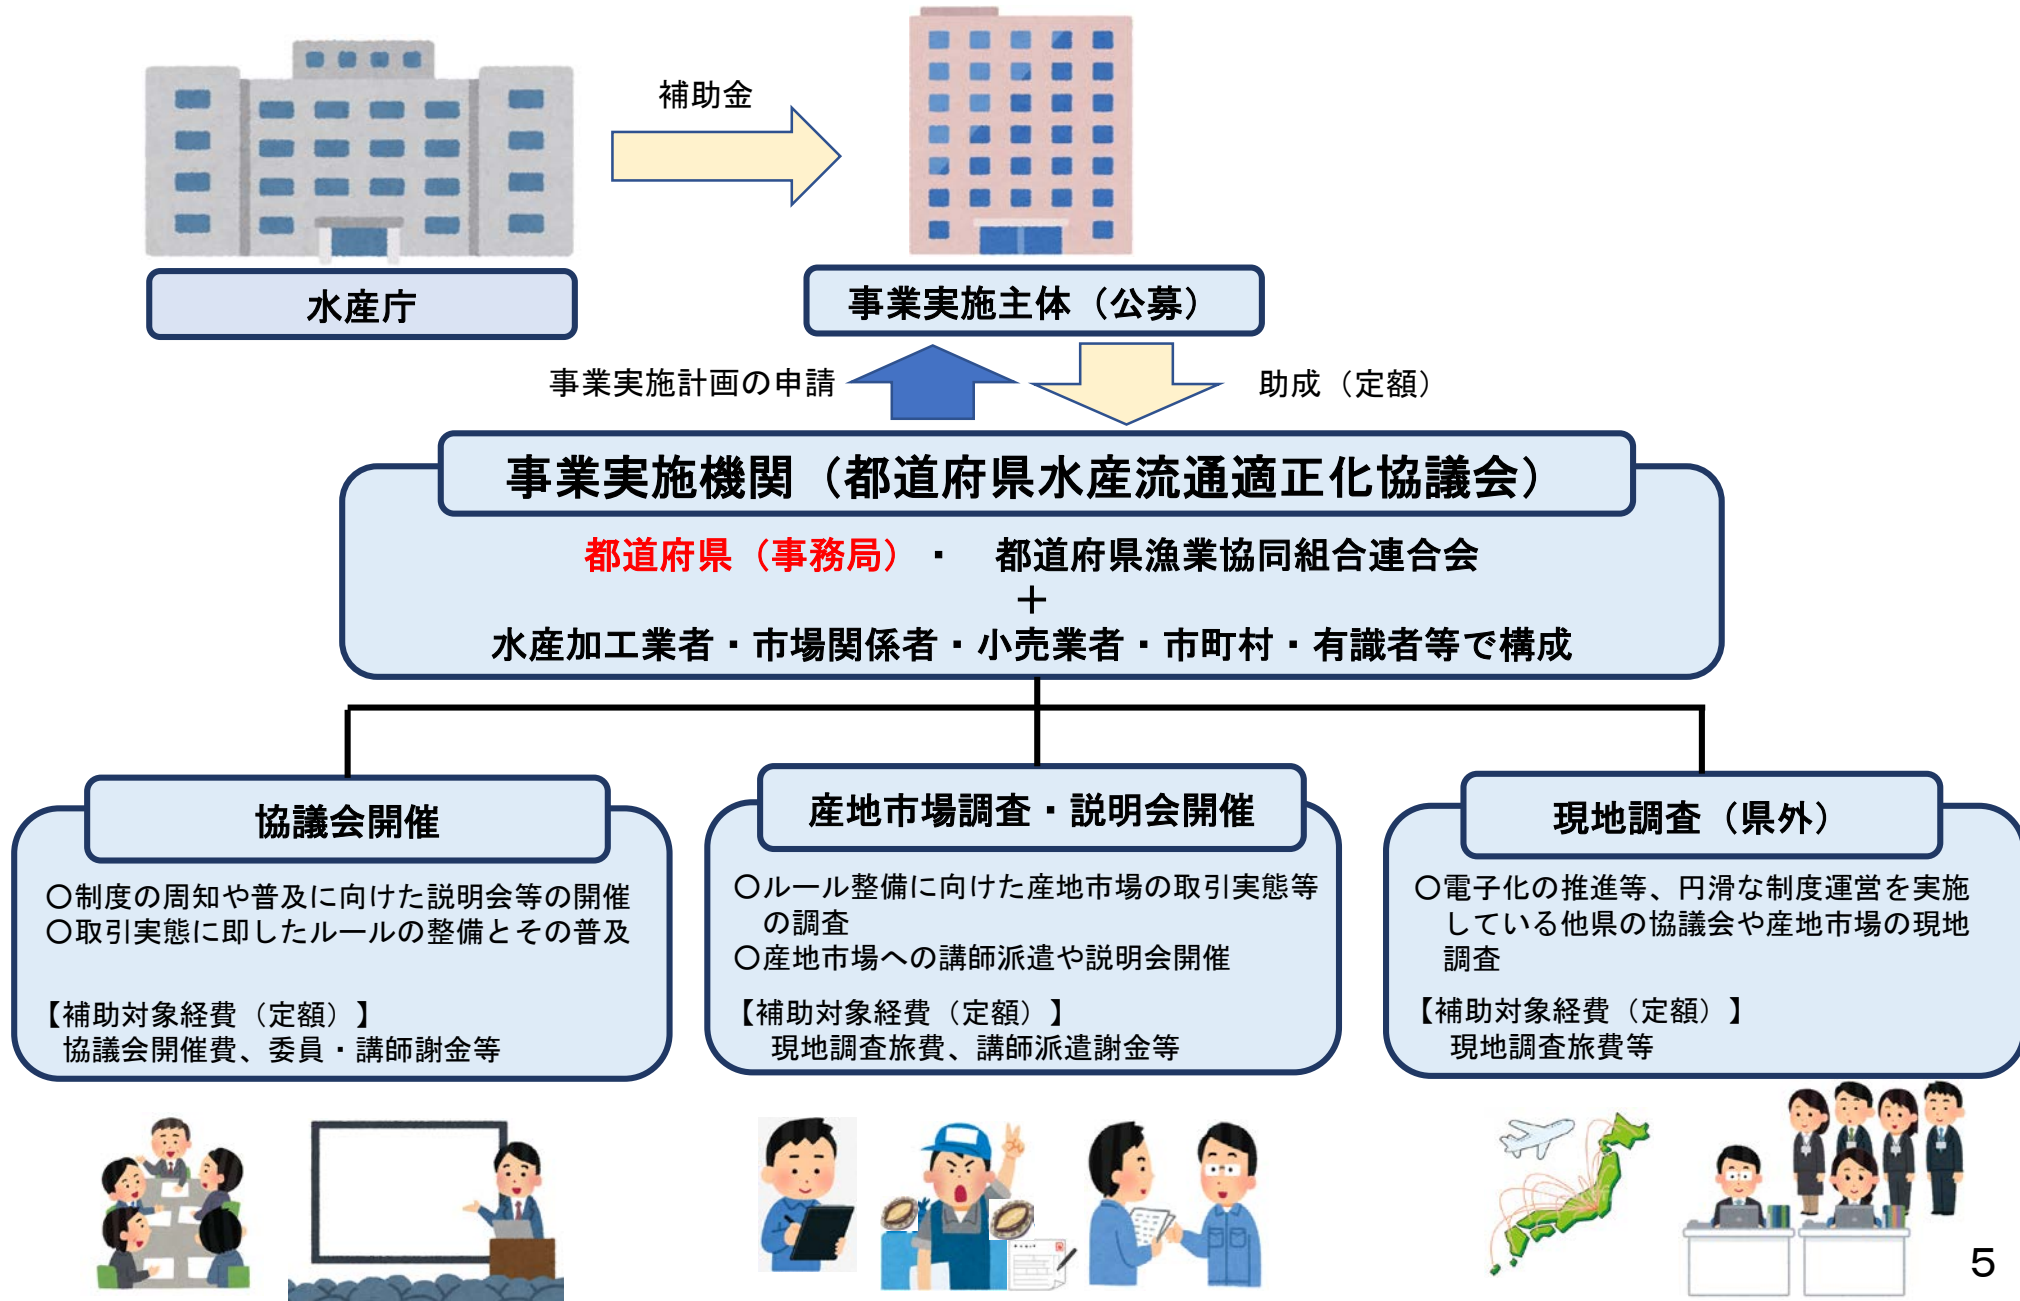 補助金
水産庁
事業実施主体（公募）
事業実施計画の申請
助成（定額）
事業実施機関（都道府県水産流通適正化協議会）
都道府県（事務局）・　都道府県漁業協同組合連合会
＋
水産加工業者・市場関係者・小売業者・市町村・有識者等で構成
協議会開催
〇制度の周知や普及に向けた説明会等の開催
〇取引実態に即したルールの整備とその普及
【補助対象経費（定額）】
協議会開催費、委員・講師謝金等
産地市場調査・説明会開催
〇ルール整備に向けた産地市場の取引実態等
の調査
〇産地市場への講師派遣や説明会開催
【補助対象経費（定額）】
現地調査旅費、講師派遣謝金等
現地調査（県外）
〇電子化の推進等、円滑な制度運営を実施
している他県の協議会や産地市場の現地
調査
【補助対象経費（定額）】
現地調査旅費等
5